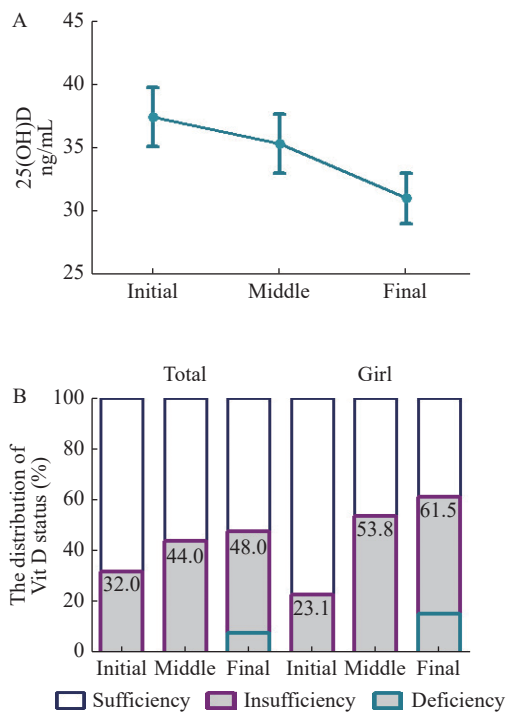 A
45
40
35
30
25
25(OH)D
ng/mL
Initial Middle Final
B
Total Girl
100
80
60
40
20
0
The distribution of
Vit D status (%)
32.0 44.0 48.0 23.1 53.8 61.5
Initial Middle Final Initial Middle Final
Sufficiency Insufficiency Deficiency